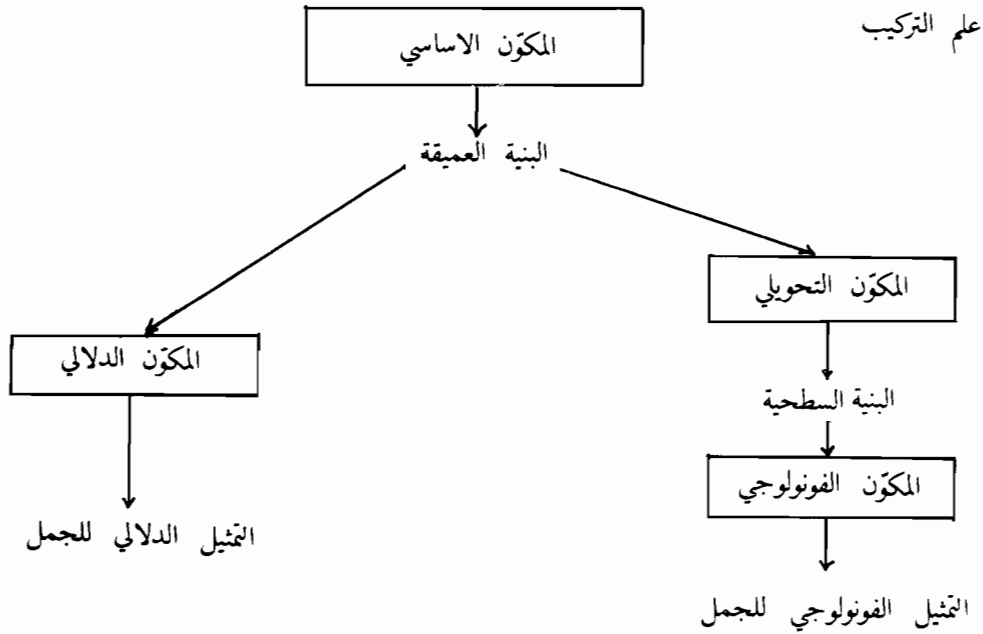 علم التركيب
المكوّن الاساسي
البنية العميقة
المكوّن التحويلي
المكوّن الدلالي
البنية السطحية
المكوّن الفونولوجي
التمثيل الدلالي للجمل
التمثيل الفونولوجي للجمل